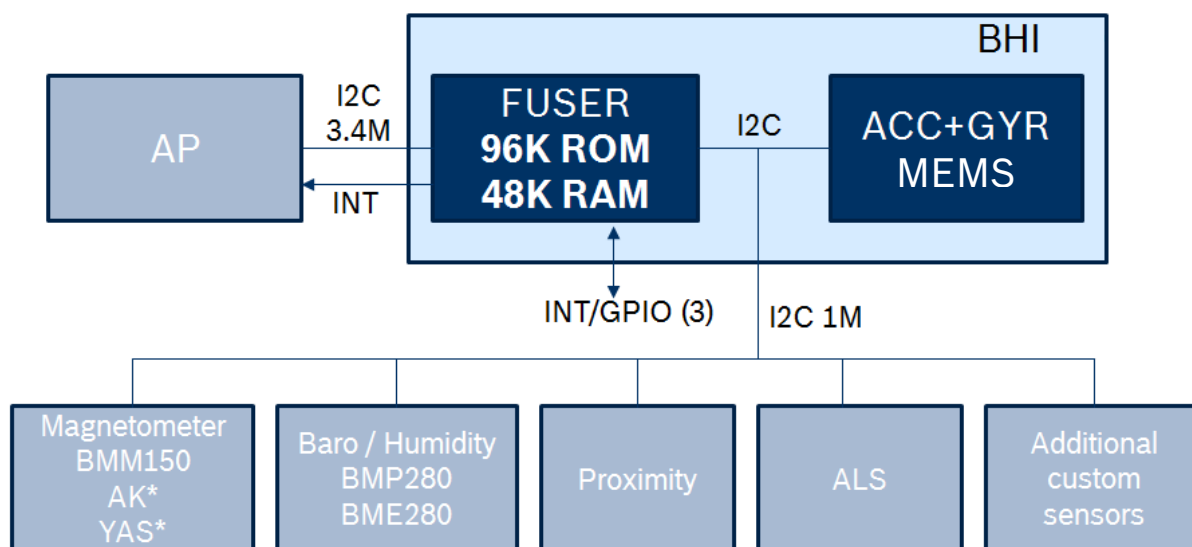 BHI
AP
I2C
3.4M
INT
FUSER
96K ROM
48K RAM
I2C
ACC+GYR
MEMS
INT/GPIO (3)
I2C 1M
Magnetometer
BMM150
AK*
YAS*
Baro / Humidity
BMP280
BME280
Proximity
ALS
Additional
custom
sensors